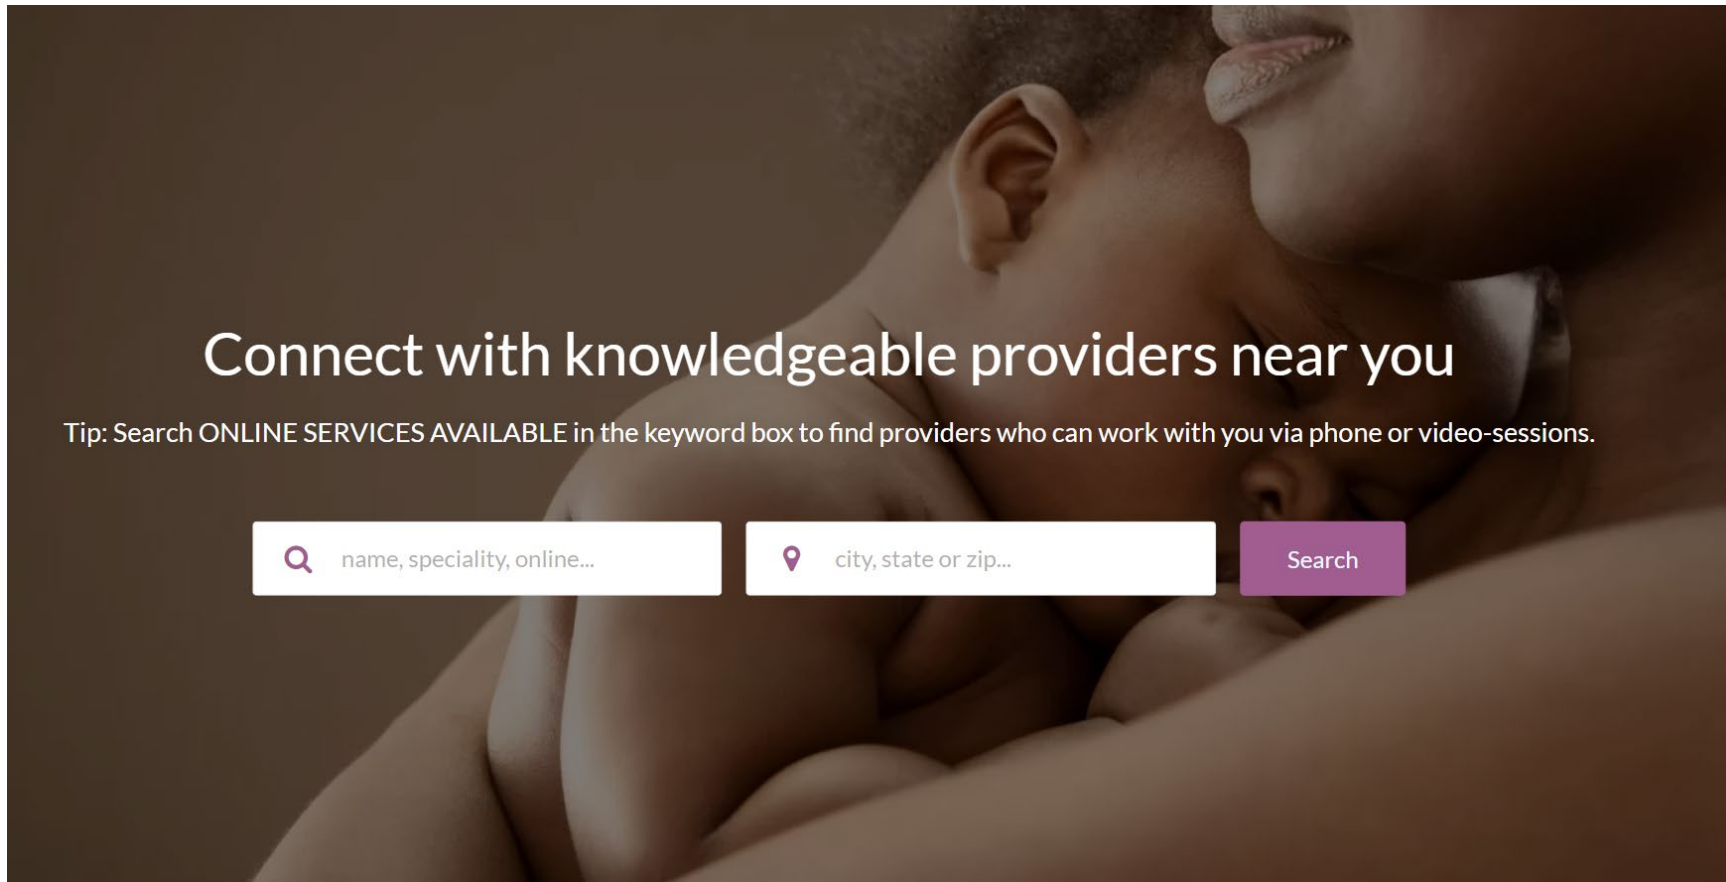 Connect with knowledgeable providers near you
Tip: Search ONLINE SERVICES AVAILABLE in the keyword box to find providers who can work with you via phone or video-sessions.
name, speciality, online...
city, state or zip...
Search